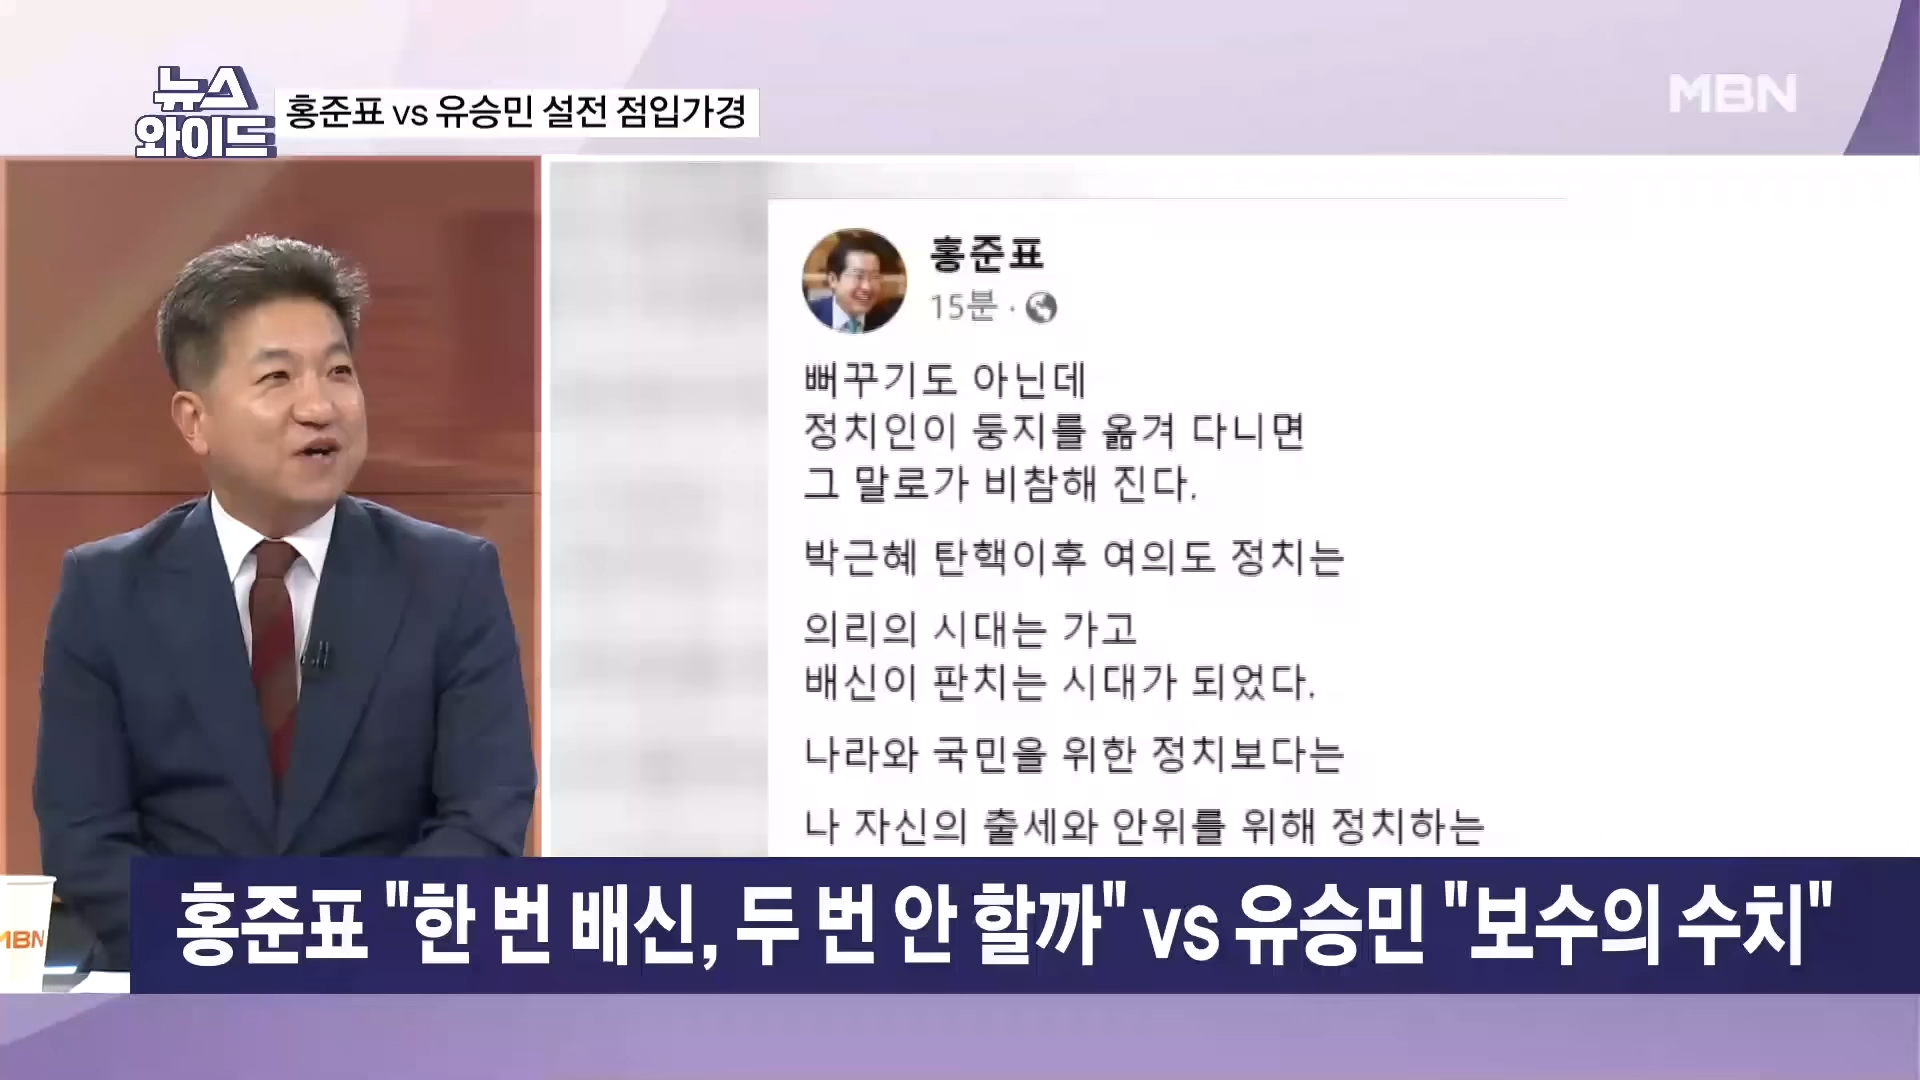 뉴스
와이드
홍준표 vs 유승민 설전 점입가경
MBN
홍준표
15분 ·
뻐꾸기도 아닌데
정치인이 둥지를 옮겨 다니면
그 말로가 비참해 진다.
박근혜 탄핵이후 여의도 정치는
의리의 시대는 가고
배신이 판치는 시대가 되었다.
나라와 국민을 위한 정치보다는
나 자신의 출세와 안위를 위해 정치하는
홍준표 "한 번 배신, 두 번 안 할까" vs 유승민 "보수의 수치"
MBN